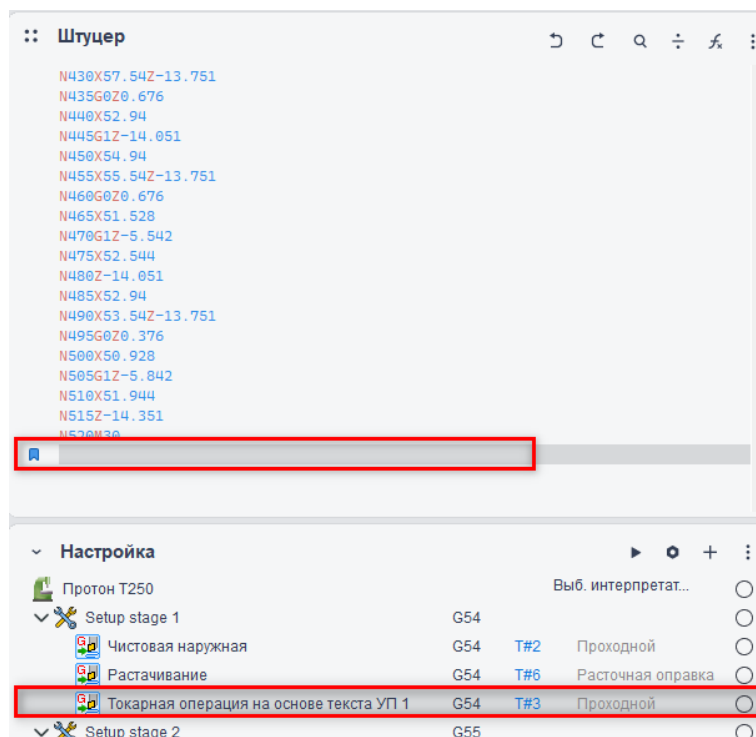 Штуцер
N430X57.54Z-13.751
N435G0Z0.676
N440X52.94
N445G1Z-14.051
N450X54.94
N455X55.54Z-13.751
N460G0Z0.676
N465X51.528
N470G1Z-5.542
N475X52.544
N480Z-14.051
N485X52.94
N490X53.54Z-13.751
N495G0Z0.376
N500X50.928
N505G1Z-5.842
N510X51.944
N515Z-14.351
N520M30
Настройка
Протон T250 Выб. интерпретат...
Setup stage 1 G54
Чистовая наружная G54 T#2 Проходной
Растачивание G54 T#6 Расточная оправка
Токарная операция на основе текста УП 1 G54 T#3 Проходной
Setup stage 2 G55